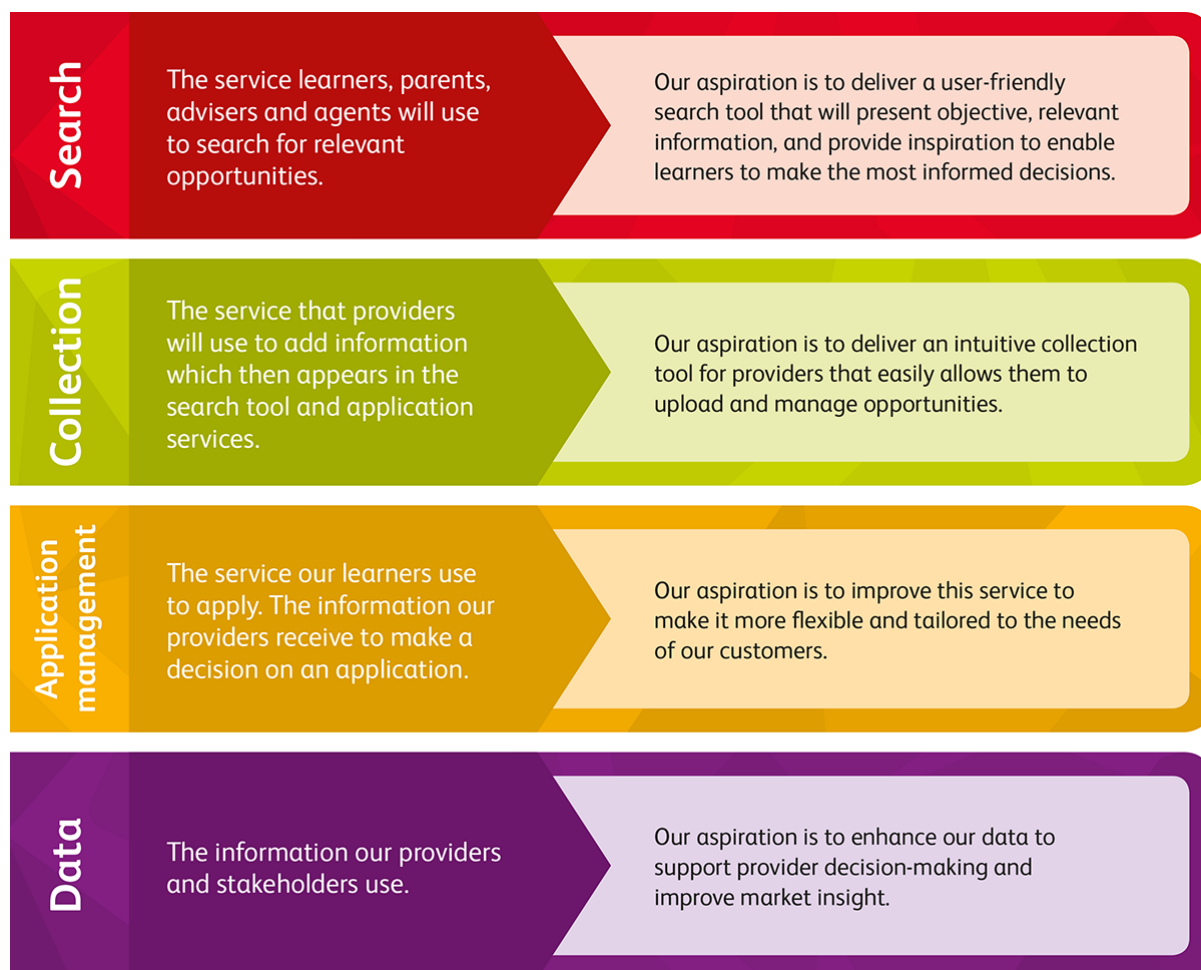 Search
The service learners, parents,
advisers and agents will use
to search for relevant
opportunities.
Our aspiration is to deliver a user-friendly
search tool that will present objective, relevant
information, and provide inspiration to enable
learners to make the most informed decisions.
Collection
The service that providers
will use to add information
which then appears in the
search tool and application
services.
Our aspiration is to deliver an intuitive collection
tool for providers that easily allows them to
upload and manage opportunities.
Application
management
The service our learners use
to apply. The information our
providers receive to make a
decision on an application.
Our aspiration is to improve this service to
make it more flexible and tailored to the needs
of our customers.
Data
The information our providers
and stakeholders use.
Our aspiration is to enhance our data to
support provider decision-making and
improve market insight.